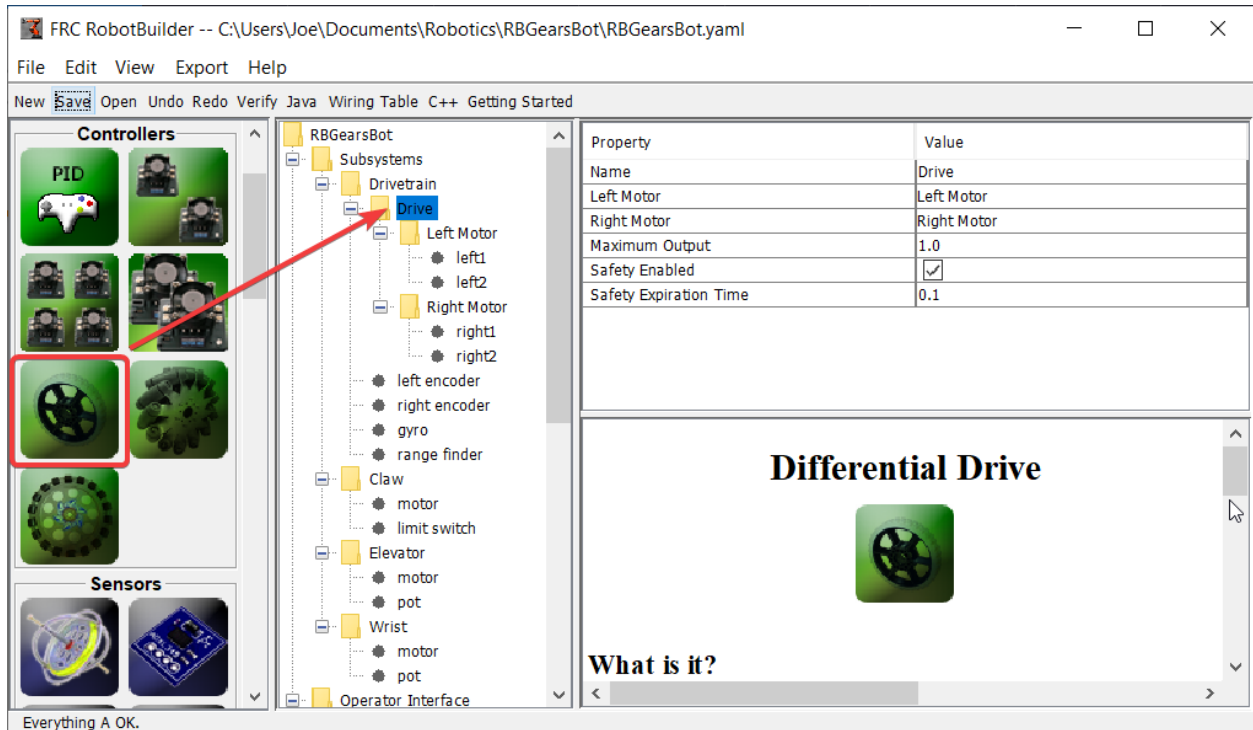 FRC RobotBuilder -- C:\Users\Joe\Documents\Robotics\RBGearsBot\RBGearsBot.yaml
File Edit View Export Help
New Save Open Undo Redo Verify Java Wiring Table C++ Getting Started
Controllers
PID
Sensors
RBGearsBot
Subsystems
Drivetrain
Drive
Left Motor
left1
left2
Right Motor
right1
right2
left encoder
right encoder
gyro
range finder
Claw
motor
limit switch
Elevator
motor
pot
Wrist
motor
pot
Operator Interface
Property Value
Name Drive
Left Motor Left Motor
Right Motor Right Motor
Maximum Output 1.0
Safety Enabled
Safety Expiration Time 0.1
Differential Drive
What is it?
Everything A OK.